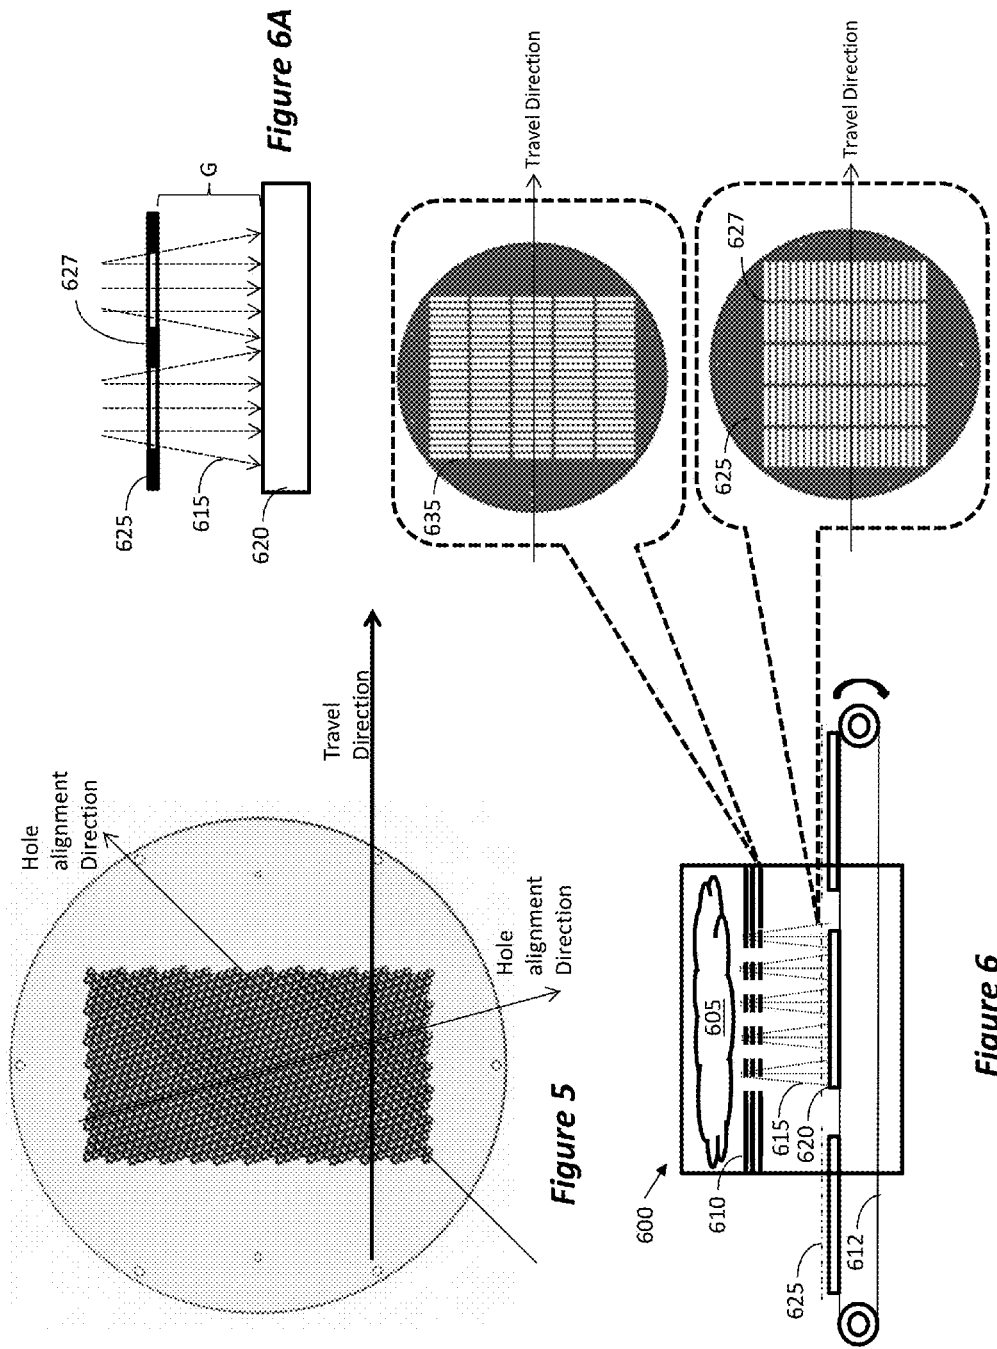 Hole
alignment
Direction
Travel
Direction
Hole
alignment
Direction
Figure 5
627
625
615
620
G
Figure 6A
600
605
610
615
620
625
612
Figure 6
635
Travel Direction
625
627
Travel Direction